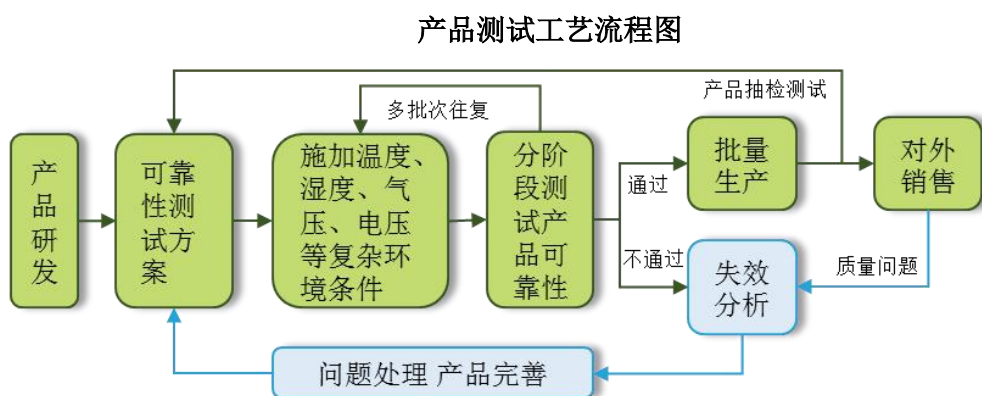 产品测试工艺流程图
产品抽检测试
多批次往复
产
品
研
发
可靠
性测
试方
案
施加温度、
湿度、气
压、电压
等复杂环
境条件
分阶
段测
试产
品可
靠性
通过
不通过
批量
生产
对外
销售
质量问题
失效
分析
问题处理 产品完善